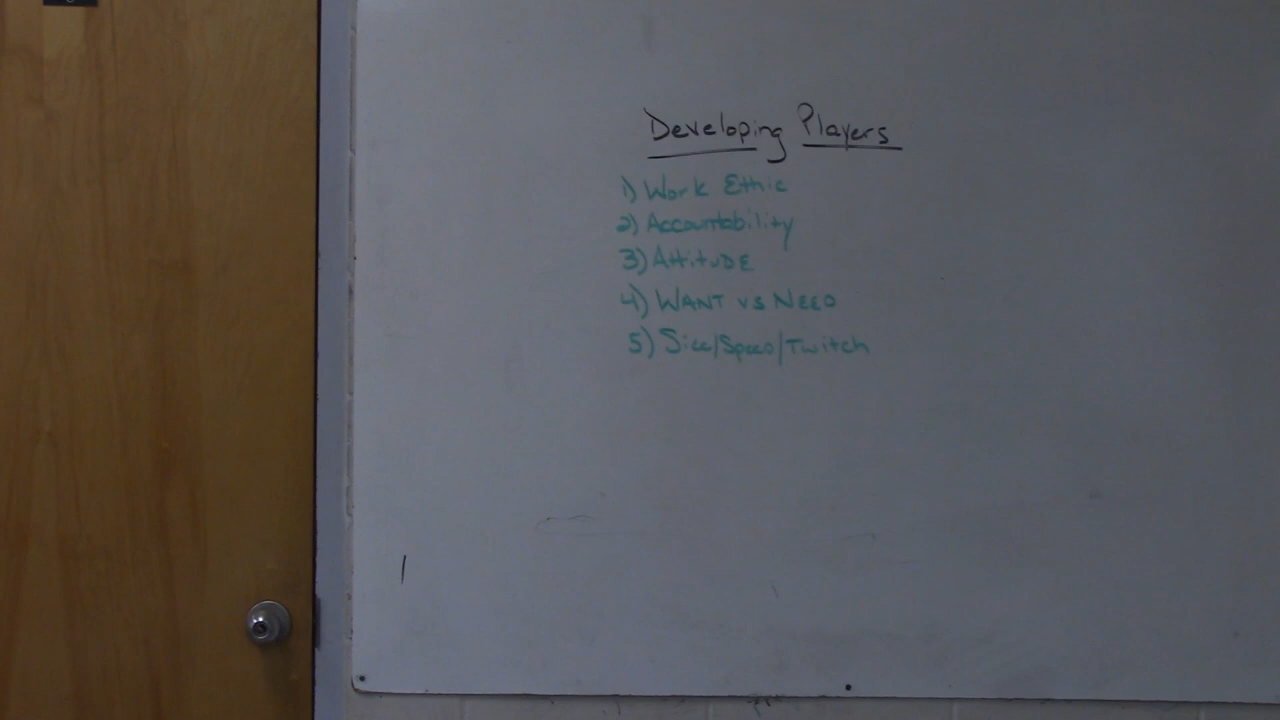 Developing Players
1) Work Ethic
2) Accountability
3) AttituDE
4) WANT vs NEED
5) Size/Speed/Twitch